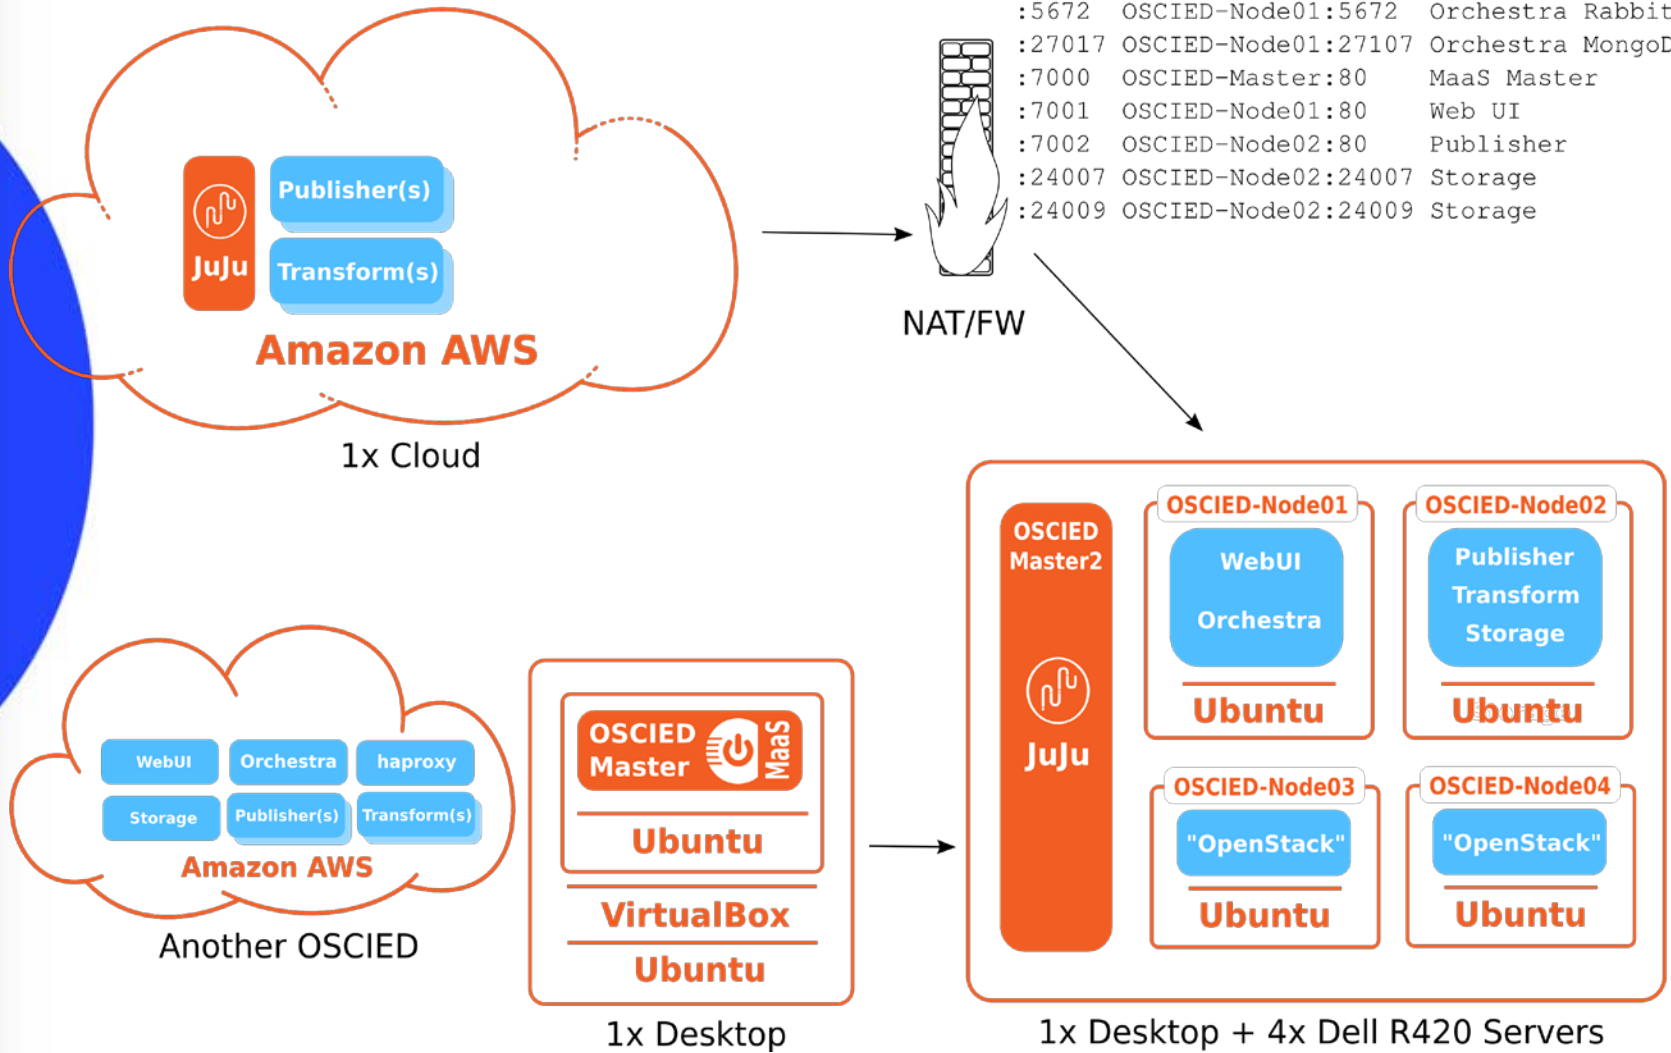 :5672 OSCIED-Node01:5672 Orchestra Rabbit
:27017 OSCIED-Node01:27107 Orchestra MongoD
:7000 OSCIED-Master:80 MaaS Master
:7001 OSCIED-Node01:80 Web UI
:7002 OSCIED-Node02:80 Publisher
:24007 OSCIED-Node02:24007 Storage
:24009 OSCIED-Node02:24009 Storage
NAT/FW
JuJu
Publisher(s)
Transform(s)
Amazon AWS
1x Cloud
WebUI
Orchestra
haproxy
Storage
Publisher(s)
Transform(s)
Amazon AWS
Another OSCIED
OSCIED
Master
MaaS
Ubuntu
VirtualBox
Ubuntu
1x Desktop
OSCIED
Master2
JuJu
OSCIED-Node01
WebUI
Orchestra
Ubuntu
OSCIED-Node02
Publisher
Transform
Storage
Ubuntu
OSCIED-Node03
"OpenStack"
Ubuntu
OSCIED-Node04
"OpenStack"
Ubuntu
1x Desktop + 4x Dell R420 Servers